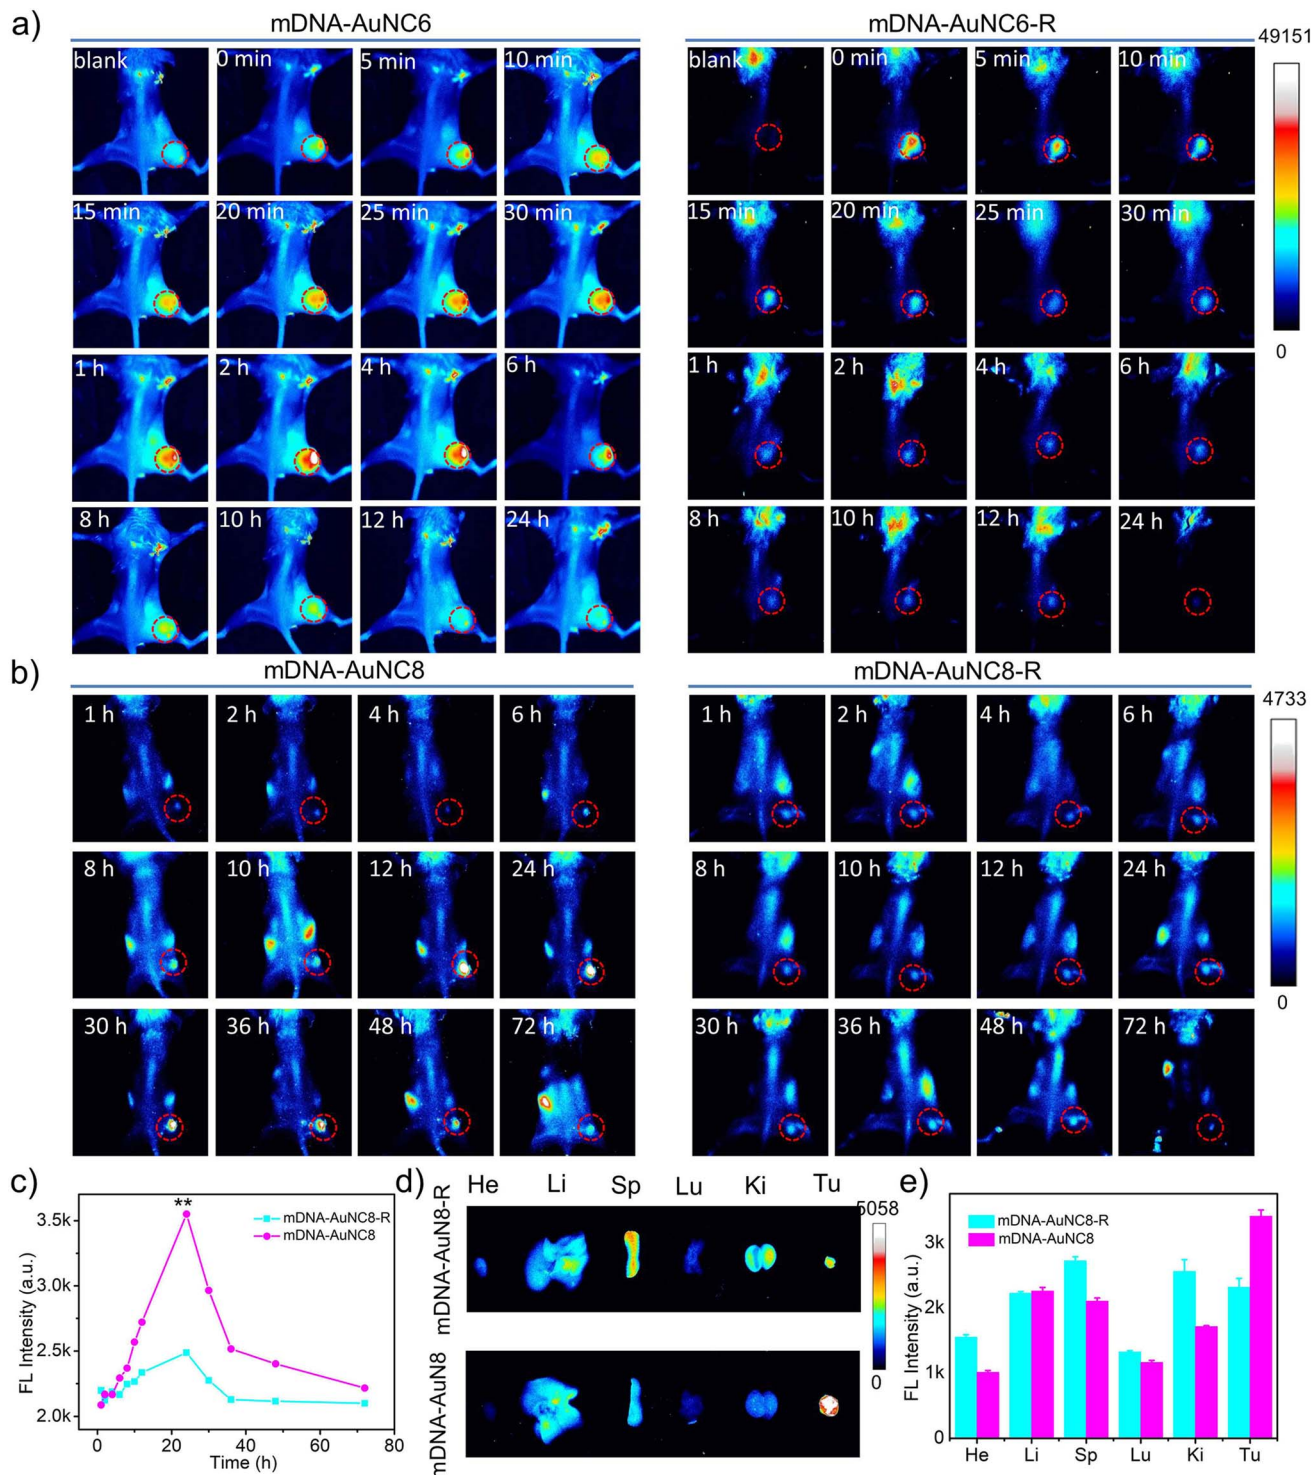 a)
mDNA-AuNC6
mDNA-AuNC6-R
49151
blank
0 min
5 min
10 min
blank
0 min
5 min
10 min
15 min
20 min
25 min
30 min
15 min
20 min
25 min
30 min
0
1 h
2 h
4 h
6 h
1 h
2 h
4 h
6 h
8 h
10 h
12 h
24 h
8 h
10 h
12 h
24 h
b)
mDNA-AuNC8
mDNA-AuNC8-R
4733
1 h
2 h
4 h
6 h
1 h
2 h
4 h
6 h
8 h
10 h
12 h
24 h
8 h
10 h
12 h
24 h
0
30 h
36 h
48 h
72 h
30 h
36 h
48 h
72 h
c)
**
mDNA-AuNC8-R
mDNA-AuNC8
3.5k
3.0k
2.5k
2.0k
FL Intensity (a.u.)
0
20
40
60
80
Time (h)
d)
He
Li
Sp
Lu
Ki
Tu
mDNA-AuN8-R
mDNA-AuN8
5058
0
e)
mDNA-AuNC8-R
mDNA-AuNC8
3k
2k
1k
0
FL Intensity (a.u.)
He
Li
Sp
Lu
Ki
Tu